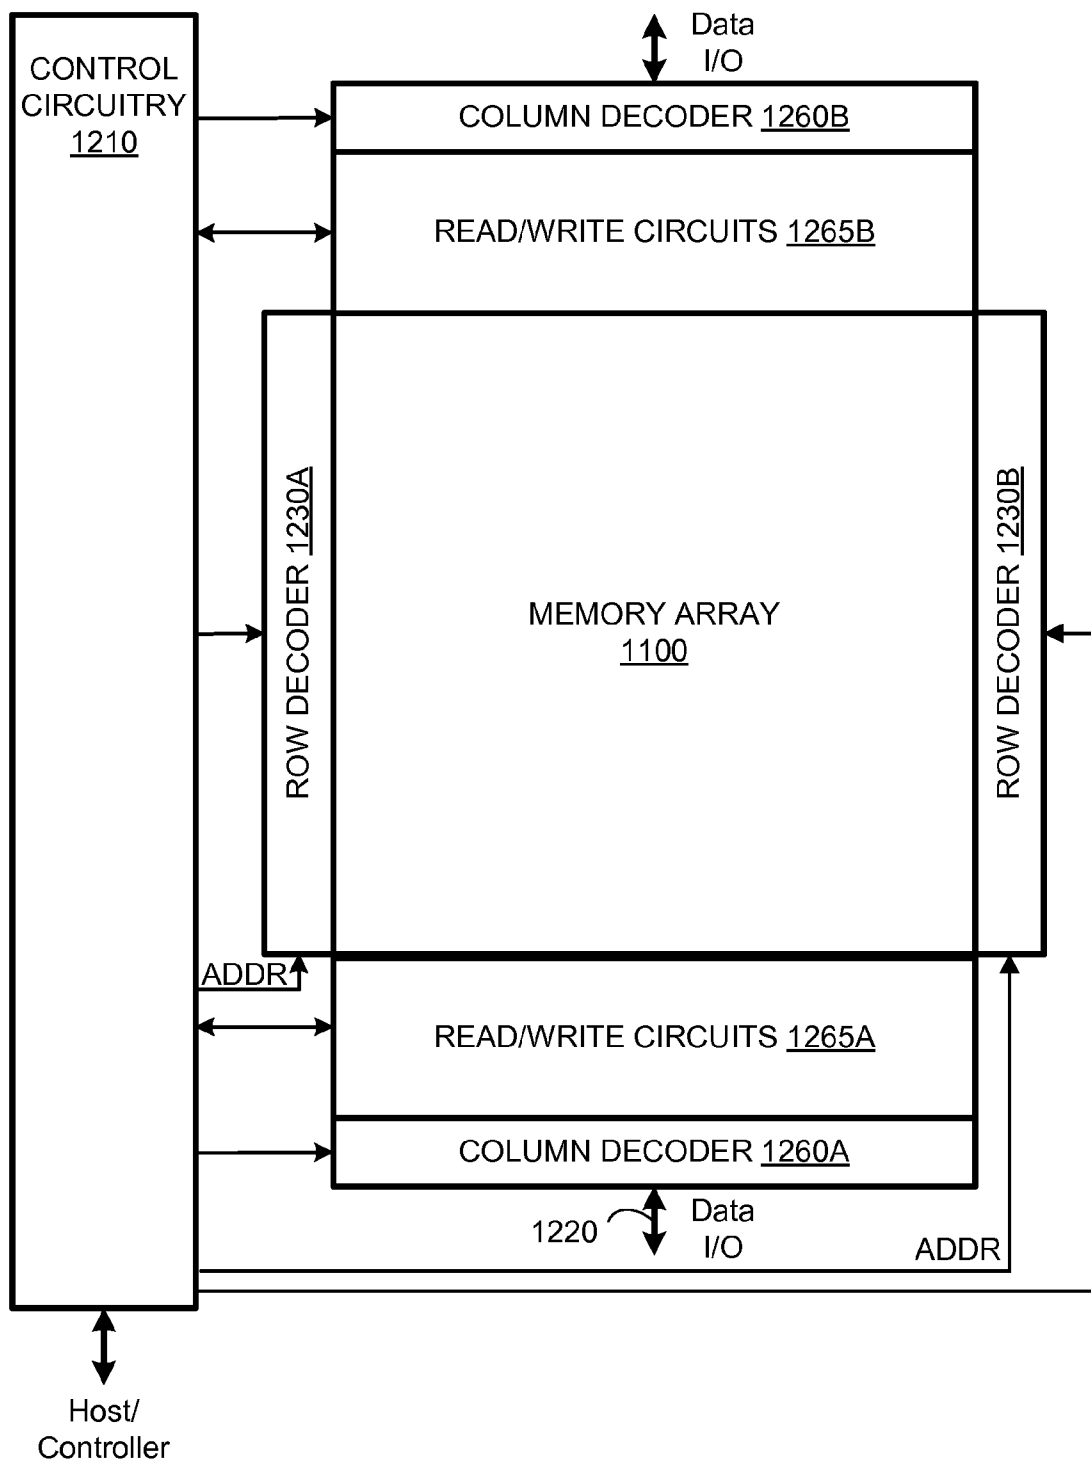 CONTROL
CIRCUITRY
1210
Data
I/O
COLUMN DECODER 1260B
READ/WRITE CIRCUITS 1265B
ROW DECODER 1230A
MEMORY ARRAY
1100
ROW DECODER 1230B
ADDR
READ/WRITE CIRCUITS 1265A
COLUMN DECODER 1260A
1220
Data
I/O
ADDR
Host/
Controller